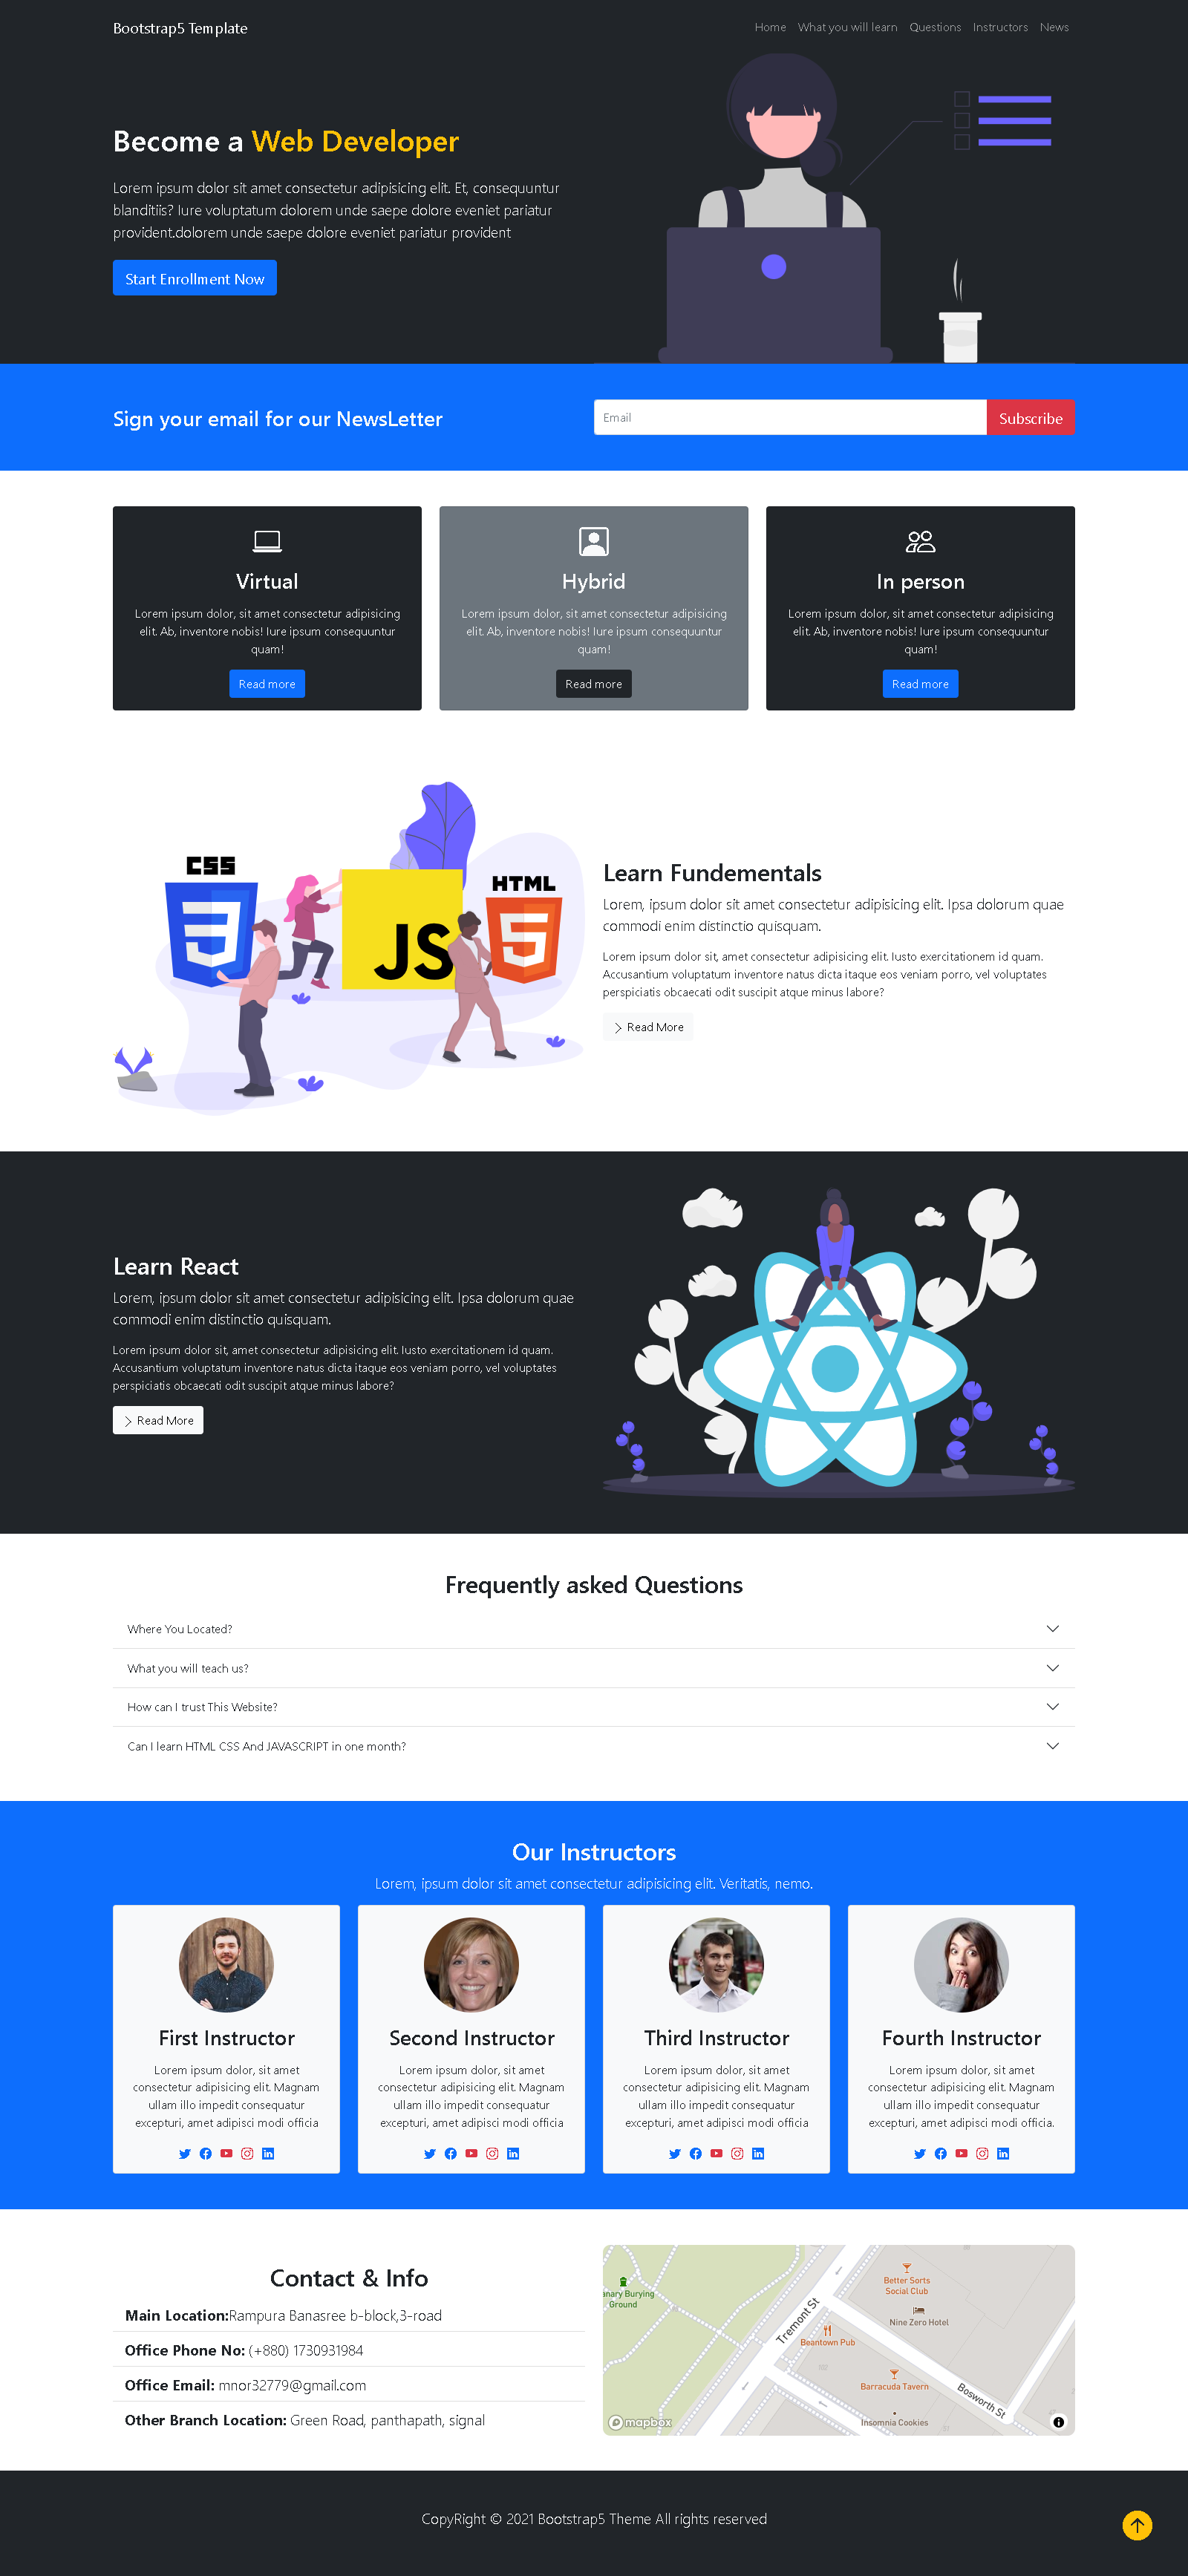 Bootstrap5 Template
Home What you will learn Questions Instructors News
Become a Web Developer
Lorem ipsum dolor sit amet consectetur adipisicing elit. Et, consequuntur
blanditiis? Iure voluptatum dolorem unde saepe dolore eveniet pariatur
provident.dolorem unde saepe dolore eveniet pariatur provident
Start Enrollment Now
Sign your email for our NewsLetter
Email
Subscribe
Virtual
Lorem ipsum dolor, sit amet consectetur adipisicing
elit. Ab, inventore nobis! Iure ipsum consequuntur
quam!
Read more
Hybrid
Lorem ipsum dolor, sit amet consectetur adipisicing
elit. Ab, inventore nobis! Iure ipsum consequuntur
quam!
Read more
In person
Lorem ipsum dolor, sit amet consectetur adipisicing
elit. Ab, inventore nobis! Iure ipsum consequuntur
quam!
Read more
CSS
HTML
JS
Learn Fundementals
Lorem, ipsum dolor sit amet consectetur adipisicing elit. Ipsa dolorum quae
commodi enim distinctio quisquam.
Lorem ipsum dolor sit, amet consectetur adipisicing elit. Iusto exercitationem id quam.
Accusantium voluptatum inventore natus dicta itaque eos veniam porro, vel voluptates
perspiciatis obcaecati odit suscipit atque minus labore?
Read More
Learn React
Lorem, ipsum dolor sit amet consectetur adipisicing elit. Ipsa dolorum quae
commodi enim distinctio quisquam.
Lorem ipsum dolor sit, amet consectetur adipisicing elit. Iusto exercitationem id quam.
Accusantium voluptatum inventore natus dicta itaque eos veniam porro, vel voluptates
perspiciatis obcaecati odit suscipit atque minus labore?
Read More
Frequently asked Questions
Where You Located?
What you will teach us?
How can I trust This Website?
Can I learn HTML CSS And JAVASCRIPT in one month?
Our Instructors
Lorem, ipsum dolor sit amet consectetur adipisicing elit. Veritatis, nemo.
First Instructor
Lorem ipsum dolor, sit amet
consectetur adipisicing elit. Magnam
ullam illo impedit consequatur
excepturi, amet adipisci modi officia
Second Instructor
Lorem ipsum dolor, sit amet
consectetur adipisicing elit. Magnam
ullam illo impedit consequatur
excepturi, amet adipisci modi officia
Third Instructor
Lorem ipsum dolor, sit amet
consectetur adipisicing elit. Magnam
ullam illo impedit consequatur
excepturi, amet adipisci modi officia
Fourth Instructor
Lorem ipsum dolor, sit amet
consectetur adipisicing elit. Magnam
ullam illo impedit consequatur
excepturi, amet adipisci modi officia.
Contact & Info
Main Location:Rampura Banasree b-block,3-road
Office Phone No: (+880) 1730931984
Office Email: mnor32779@gmail.com
Other Branch Location: Green Road, panthapath, signal
anary Burying
Ground
Better Sorts
Social Club
Nine Zero Hotel
Tremont St
Beantown Pub
Barracuda Tavern
Bosworth St
Insomnia Cookies
mapbox
CopyRight © 2021 Bootstrap5 Theme All rights reserved